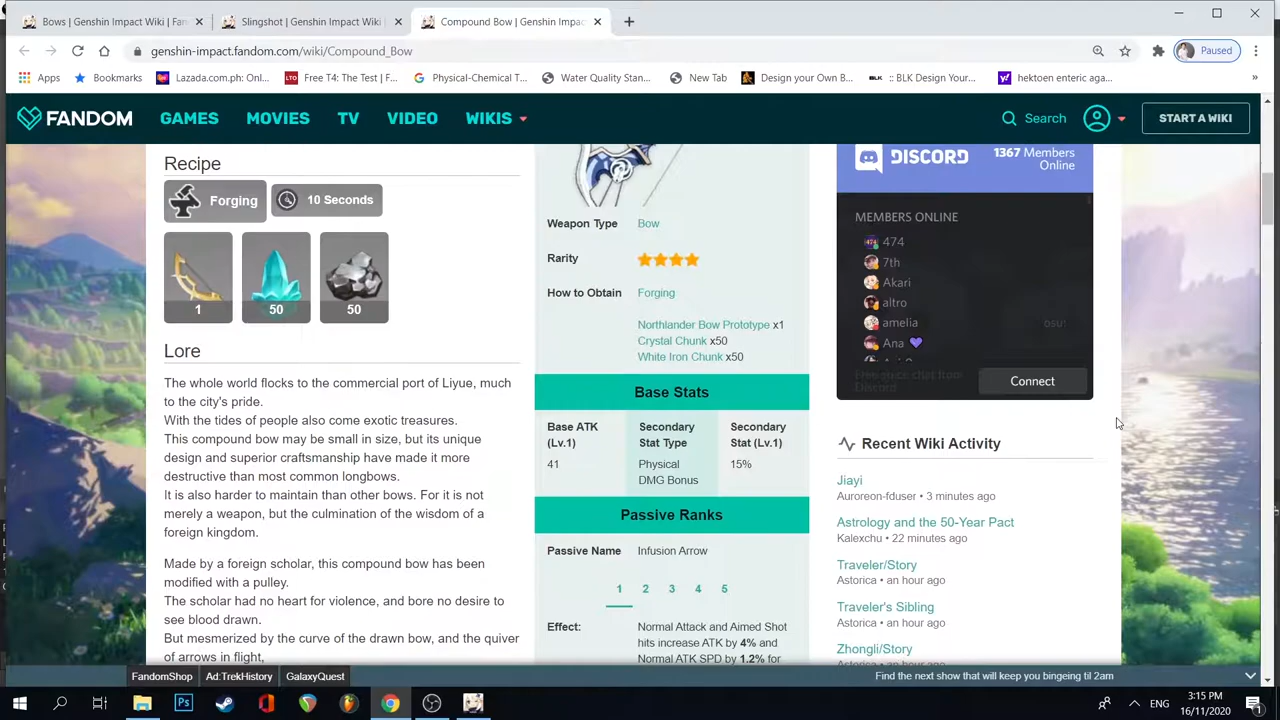 Bows | Genshin Impact Wiki | Fan
Slingshot | Genshin Impact Wiki
Compound Bow | Genshin Impact
genshin-impact.fandom.com/wiki/Compound_Bow
Paused
Apps
Bookmarks
Lazada.com.ph: Onl...
LTO
Free T4: The Test | F...
Physical-Chemical T...
Water Quality Stan...
New Tab
Design your Own B...
BLK
:: BLK Design Your...
hektoen enteric aga...
»
FANDOM
GAMES
MOVIES
TV
VIDEO
WIKIS
Search
START A WIKI
Recipe
Forging
10 Seconds
1
50
50
Lore
The whole world flocks to the commercial port of Liyue, much
to the city's pride.
With the tides of people also come exotic treasures.
This compound bow may be small in size, but its unique
design and superior craftsmanship have made it more
destructive than most common longbows.
It is also harder to maintain than other bows. For it is not
merely a weapon, but the culmination of the wisdom of a
foreign kingdom.
Made by a foreign scholar, this compound bow has been
modified with a pulley.
The scholar had no heart for violence, and bore no desire to
see blood drawn.
But mesmerized by the curve of the drawn bow, and the quiver
of arrows in flight,
Weapon Type
Bow
Rarity
How to Obtain
Forging
Northlander Bow Prototype x1
Crystal Chunk x50
White Iron Chunk x50
Base Stats
Base ATK
(Lv.1)
Secondary
Stat Type
Secondary
Stat (Lv.1)
41
Physical
DMG Bonus
15%
Passive Ranks
Passive Name
Infusion Arrow
1 2 3 4 5
Effect:
Normal Attack and Aimed Shot
hits increase ATK by 4% and
Normal ATK SPD by 1.2% for
DISCORD
1367 Members
Online
MEMBERS ONLINE
474
7th
Akari
altro
amelia
osu!
Ana
Free voice chat from
Discord
Connect
Recent Wiki Activity
Jiayi
Auroreon-fduser • 3 minutes ago
Astrology and the 50-Year Pact
Kalexchu • 22 minutes ago
Traveler/Story
Astorica • an hour ago
Traveler's Sibling
Astorica • an hour ago
Zhongli/Story
Astorica • an hour ago
FandomShop
Ad:TrekHistory
GalaxyQuest
Find the next show that will keep you bingeing til 2am
ENG
3:15 PM
16/11/2020